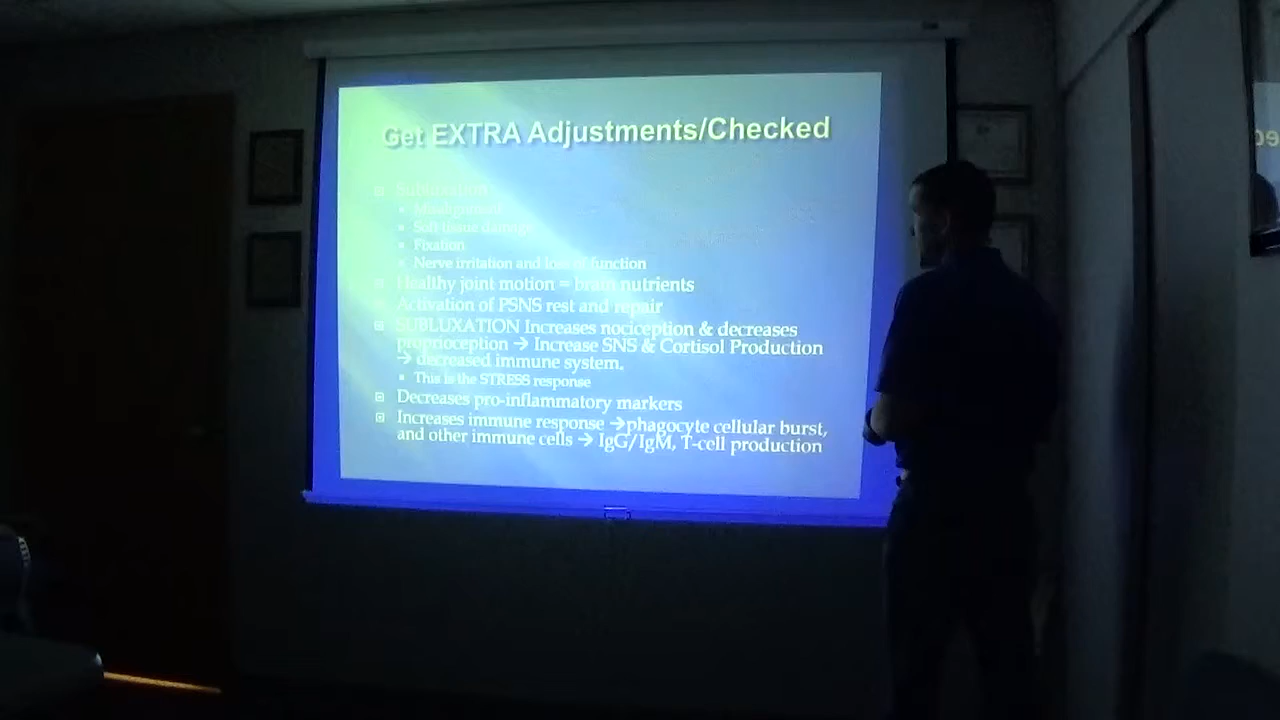 Get EXTRA Adjustments/Checked
Subluxation
Misalignment
Soft tissue damage
Fixation
Nerve irritation and loss of function
Healthy joint motion = brain nutrients
Activation of PSNS rest and repair
SUBLUXATION Increases nociception & decreases
proprioception → Increase SNS & Cortisol Production
→ decreased immune system.
This is the STRESS response
Decreases pro-inflammatory markers
Increases immune response →phagocyte cellular burst,
and other immune cells → IgG/IgM, T-cell production